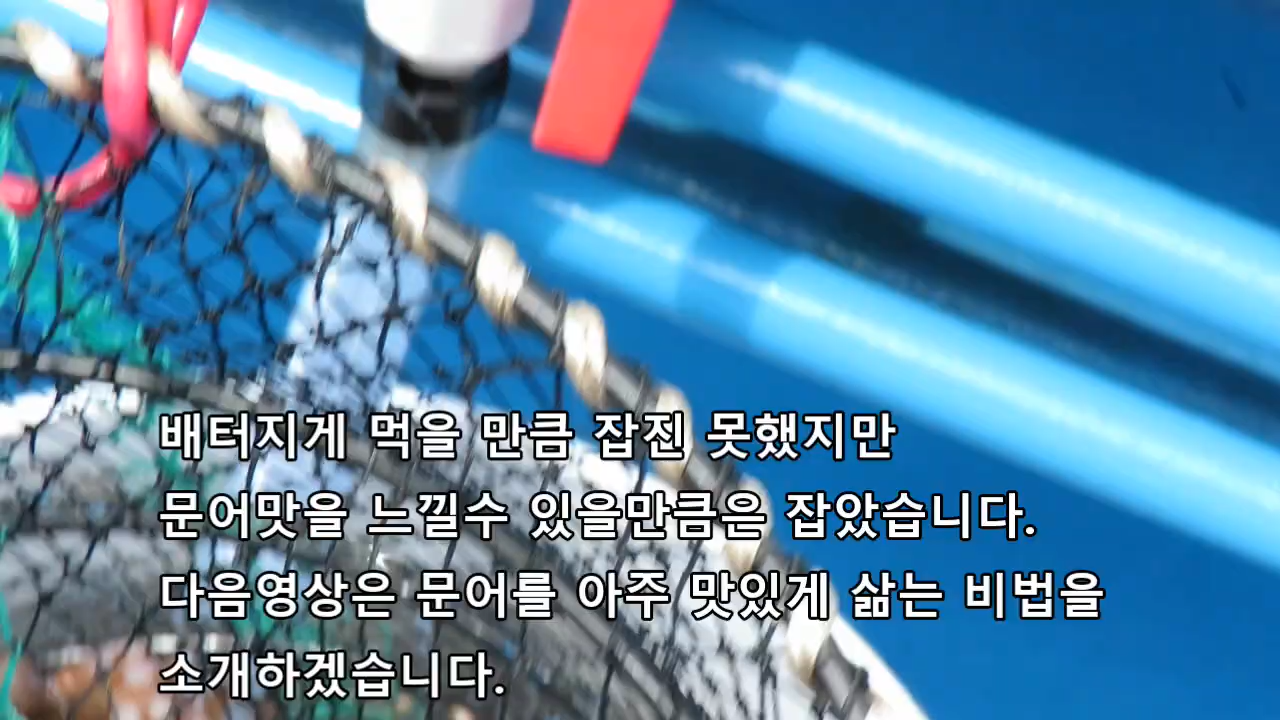 배터지게 먹을 만큼 잡진 못했지만
문어맛을 느낄수 있을만큼은 잡았습니다.
다음영상은 문어를 아주 맛있게 삶는 비법을
소개하겠습니다.